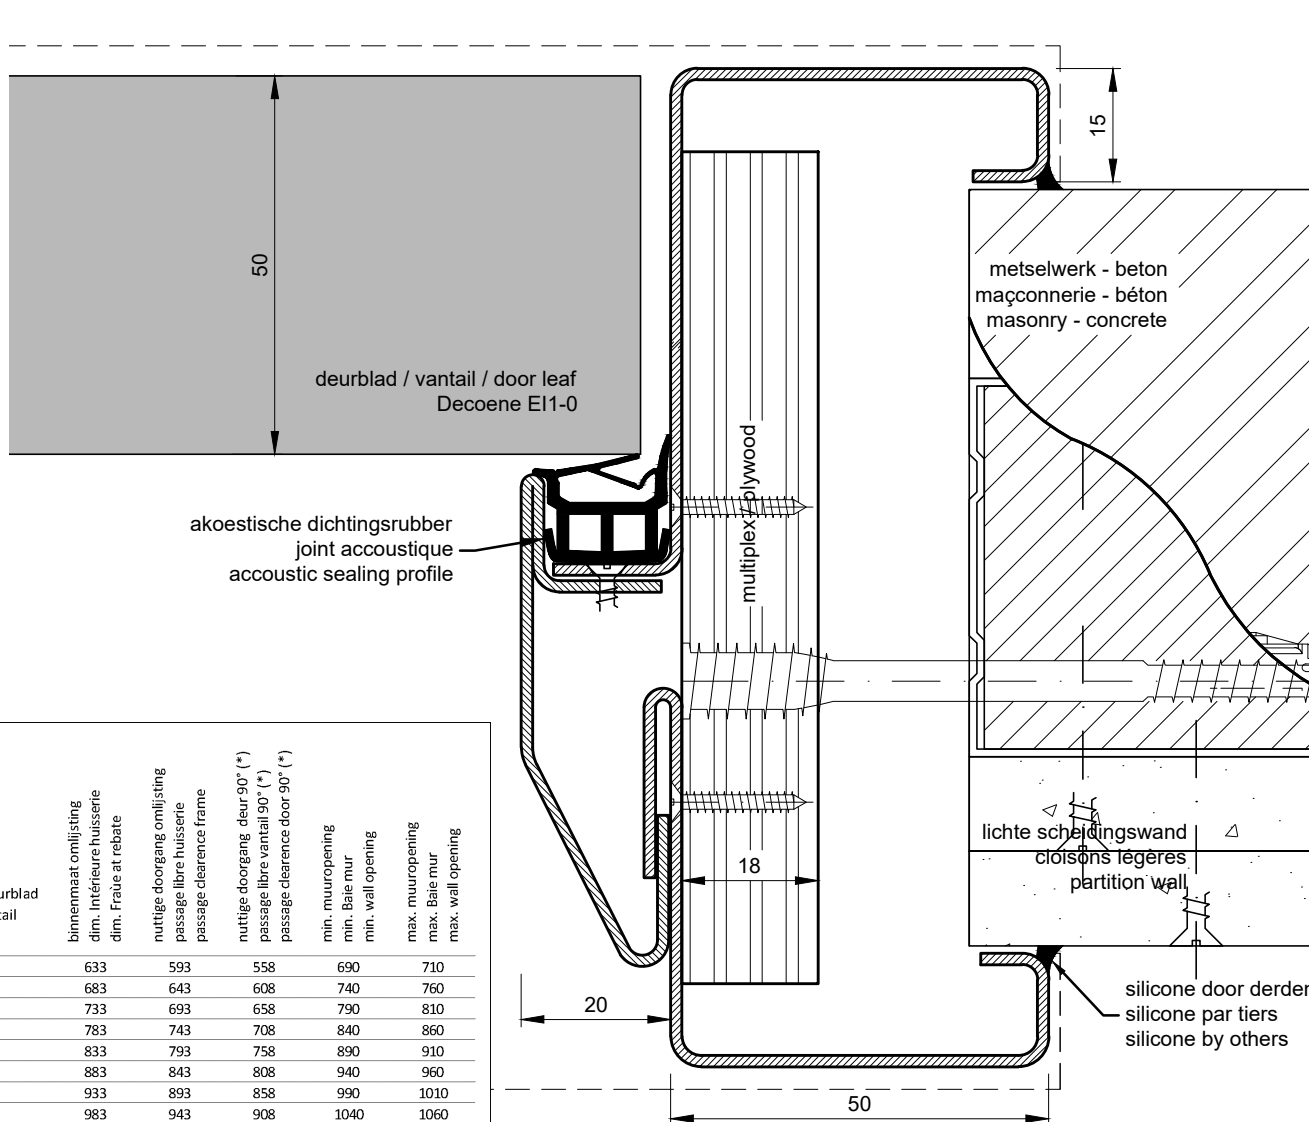 15
50
metselwerk - beton
maçconnerie - béton
masonry - concrete
deurblad / vantail / door leaf
Decoene EI1-0
multiplex / plywood
akoestische dichtingsrubber
joint accoustique
accoustic sealing profile
lichte scheidingswand
cloisons légères
partition wall
18
20
50
silicone door derden
silicone par tiers
silicone by others
urblad
tail
binnenmaat omlijsting
dim. Intérieure huisserie
dim. Fraùe at rebate
nuttige doorgang omlijsting
passage libre huisserie
passage clearence frame
nuttige doorgang deur 90° (*)
passage libre vantail 90° (*)
passage clearence door 90° (*)
min. muuropening
min. Baie mur
min. wall opening
max. muuropening
max. Baie mur
max. wall opening
633 593 558 690 710
683 643 608 740 760
733 693 658 790 810
783 743 708 840 860
833 793 758 890 910
883 843 808 940 960
933 893 858 990 1010
983 943 908 1040 1060